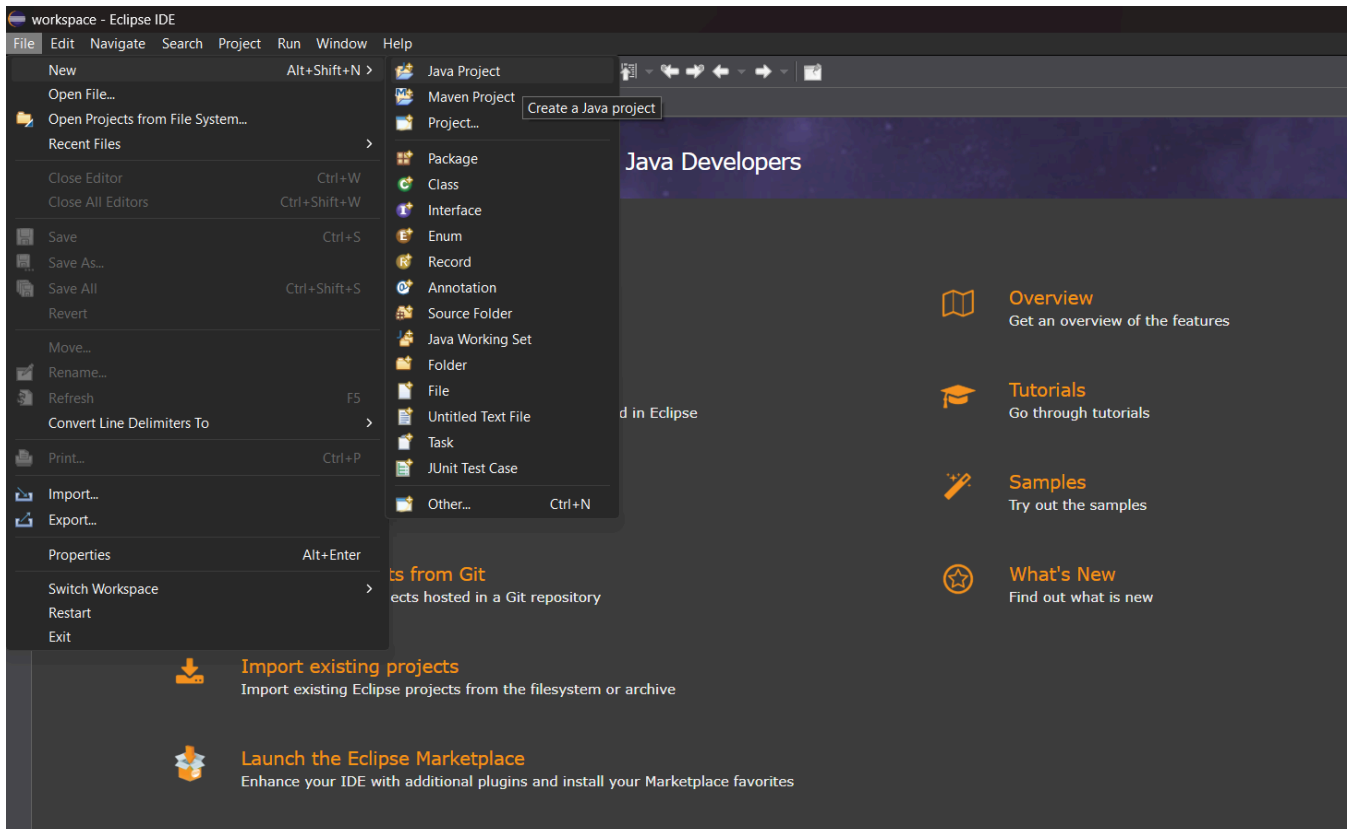 workspace - Eclipse IDE
File Edit Navigate Search Project Run Window Help
New Alt+Shift+N >
Open File...
Open Projects from File System...
Recent Files >
Close Editor Ctrl+W
Close All Editors Ctrl+Shift+W
Save Ctrl+S
Save As...
Save All Ctrl+Shift+S
Revert
Move...
Rename...
Refresh F5
Convert Line Delimiters To >
Print... Ctrl+P
Import...
Export...
Properties Alt+Enter
Switch Workspace >
Restart
Exit
Java Project
Maven Project
Create a Java project
Project...
Package
Class
Interface
Enum
Record
Annotation
Source Folder
Java Working Set
Folder
File
Untitled Text File
Task
JUnit Test Case
Other... Ctrl+N
Java Developers
d in Eclipse
ts from Git
ects hosted in a Git repository
Import existing projects
Import existing Eclipse projects from the filesystem or archive
Launch the Eclipse Marketplace
Enhance your IDE with additional plugins and install your Marketplace favorites
Overview
Get an overview of the features
Tutorials
Go through tutorials
Samples
Try out the samples
What's New
Find out what is new